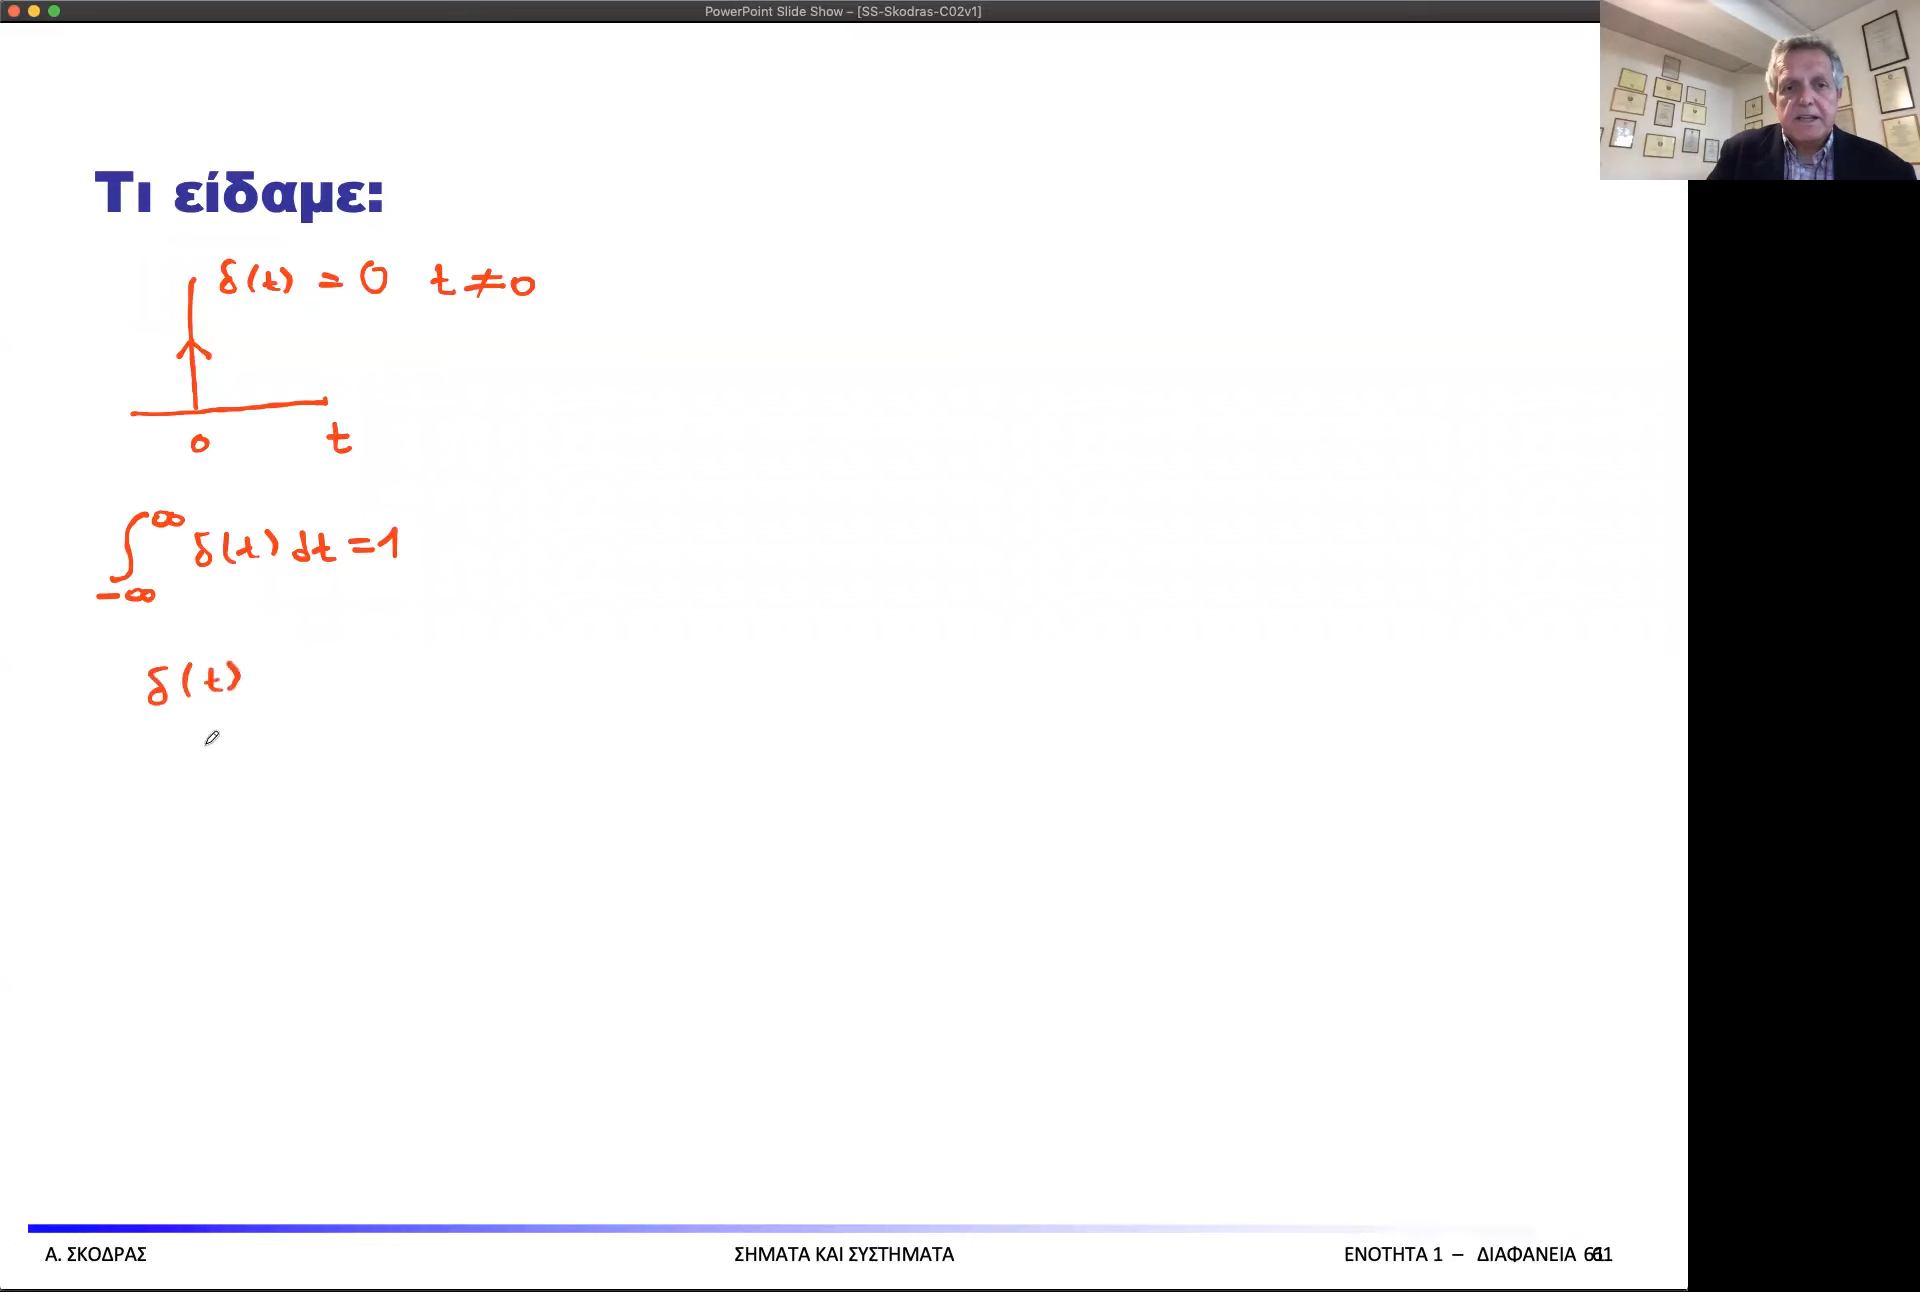 PowerPoint Slide Show – [SS-Skodras-C02v1]
Τι είδαμε:
δ(t) = 0 t ≠ 0
0 t
∫_{-∞}^{∞} δ(t) dt = 1
δ(t)
Α. ΣΚΟΔΡΑΣ ΣΗΜΑΤΑ ΚΑΙ ΣΥΣΤΗΜΑΤΑ ΕΝΟΤΗΤΑ 1 – ΔΙΑΦΑΝΕΙΑ